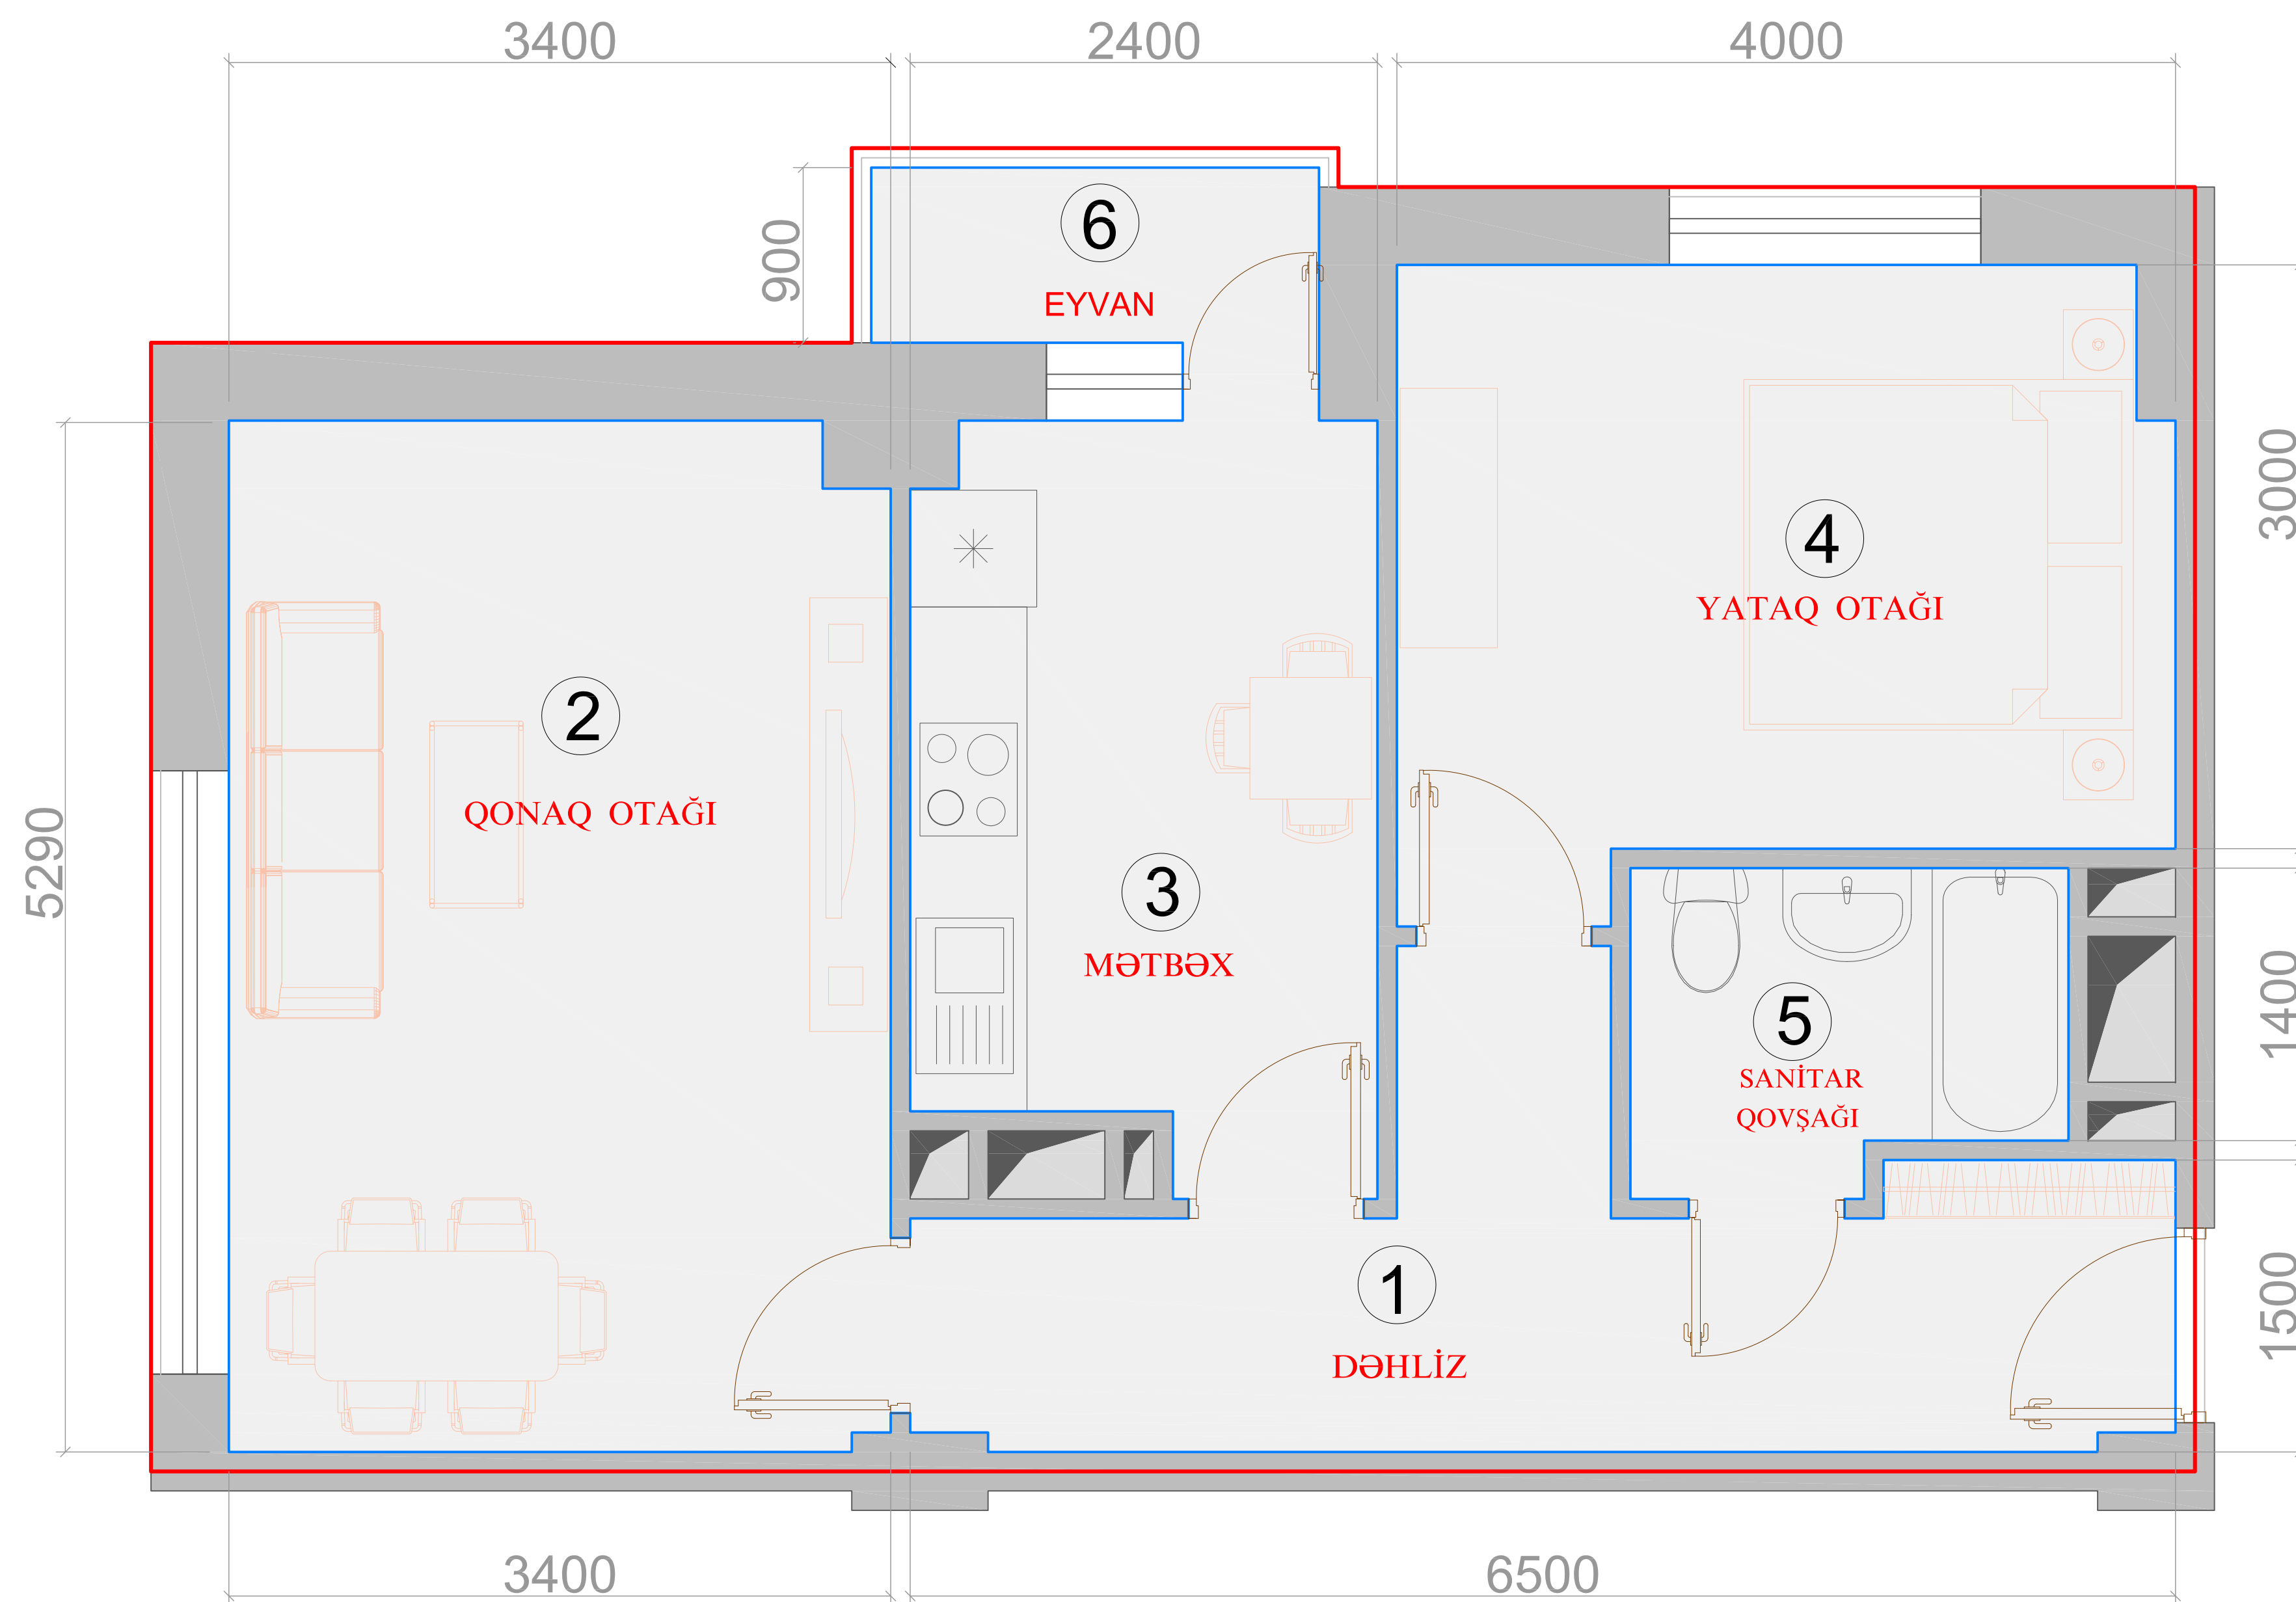 3400
2400
4000
6
EYVAN
900
4
YATAQ OTAĞI
3000
2
QONAQ OTAĞI
5290
3
MƏTBƏX
5
SANİTAR
QOVŞAĞI
1400
1
DƏHLİZ
1500
3400
6500